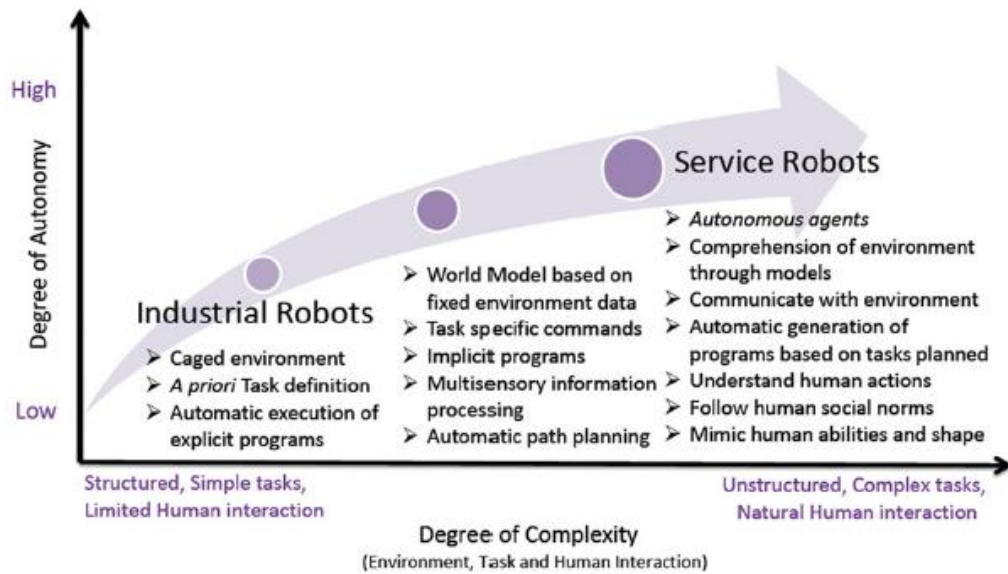 High
Degree of Autonomy
Low
Industrial Robots
➢ Caged environment
➢ A priori Task definition
➢ Automatic execution of
explicit programs
➢ World Model based on
fixed environment data
➢ Task specific commands
➢ Implicit programs
➢ Multisensory information
processing
➢ Automatic path planning
Service Robots
➢ Autonomous agents
➢ Comprehension of environment
through models
➢ Communicate with environment
➢ Automatic generation of
programs based on tasks planned
➢ Understand human actions
➢ Follow human social norms
➢ Mimic human abilities and shape
Structured, Simple tasks,
Limited Human interaction
Unstructured, Complex tasks,
Natural Human interaction
Degree of Complexity
(Environment, Task and Human Interaction)